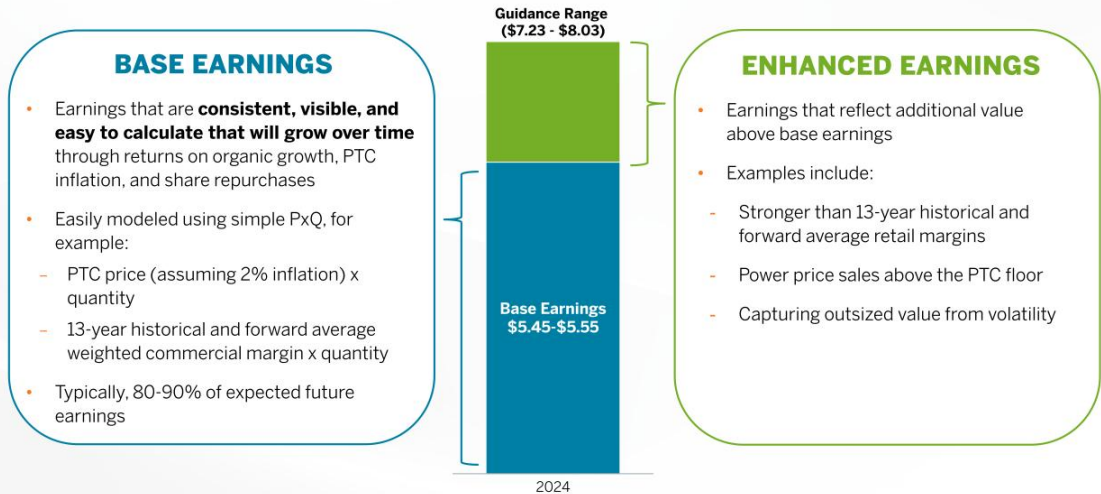 Guidance Range
($7.23 - $8.03)
BASE EARNINGS
• Earnings that are consistent, visible, and
easy to calculate that will grow over time
through returns on organic growth, PTC
inflation, and share repurchases
• Easily modeled using simple PxQ, for
example:
– PTC price (assuming 2% inflation) x
quantity
– 13-year historical and forward average
weighted commercial margin x quantity
• Typically, 80-90% of expected future
earnings
Base Earnings
$5.45-$5.55
2024
ENHANCED EARNINGS
• Earnings that reflect additional value
above base earnings
• Examples include:
- Stronger than 13-year historical and
forward average retail margins
- Power price sales above the PTC floor
- Capturing outsized value from volatility